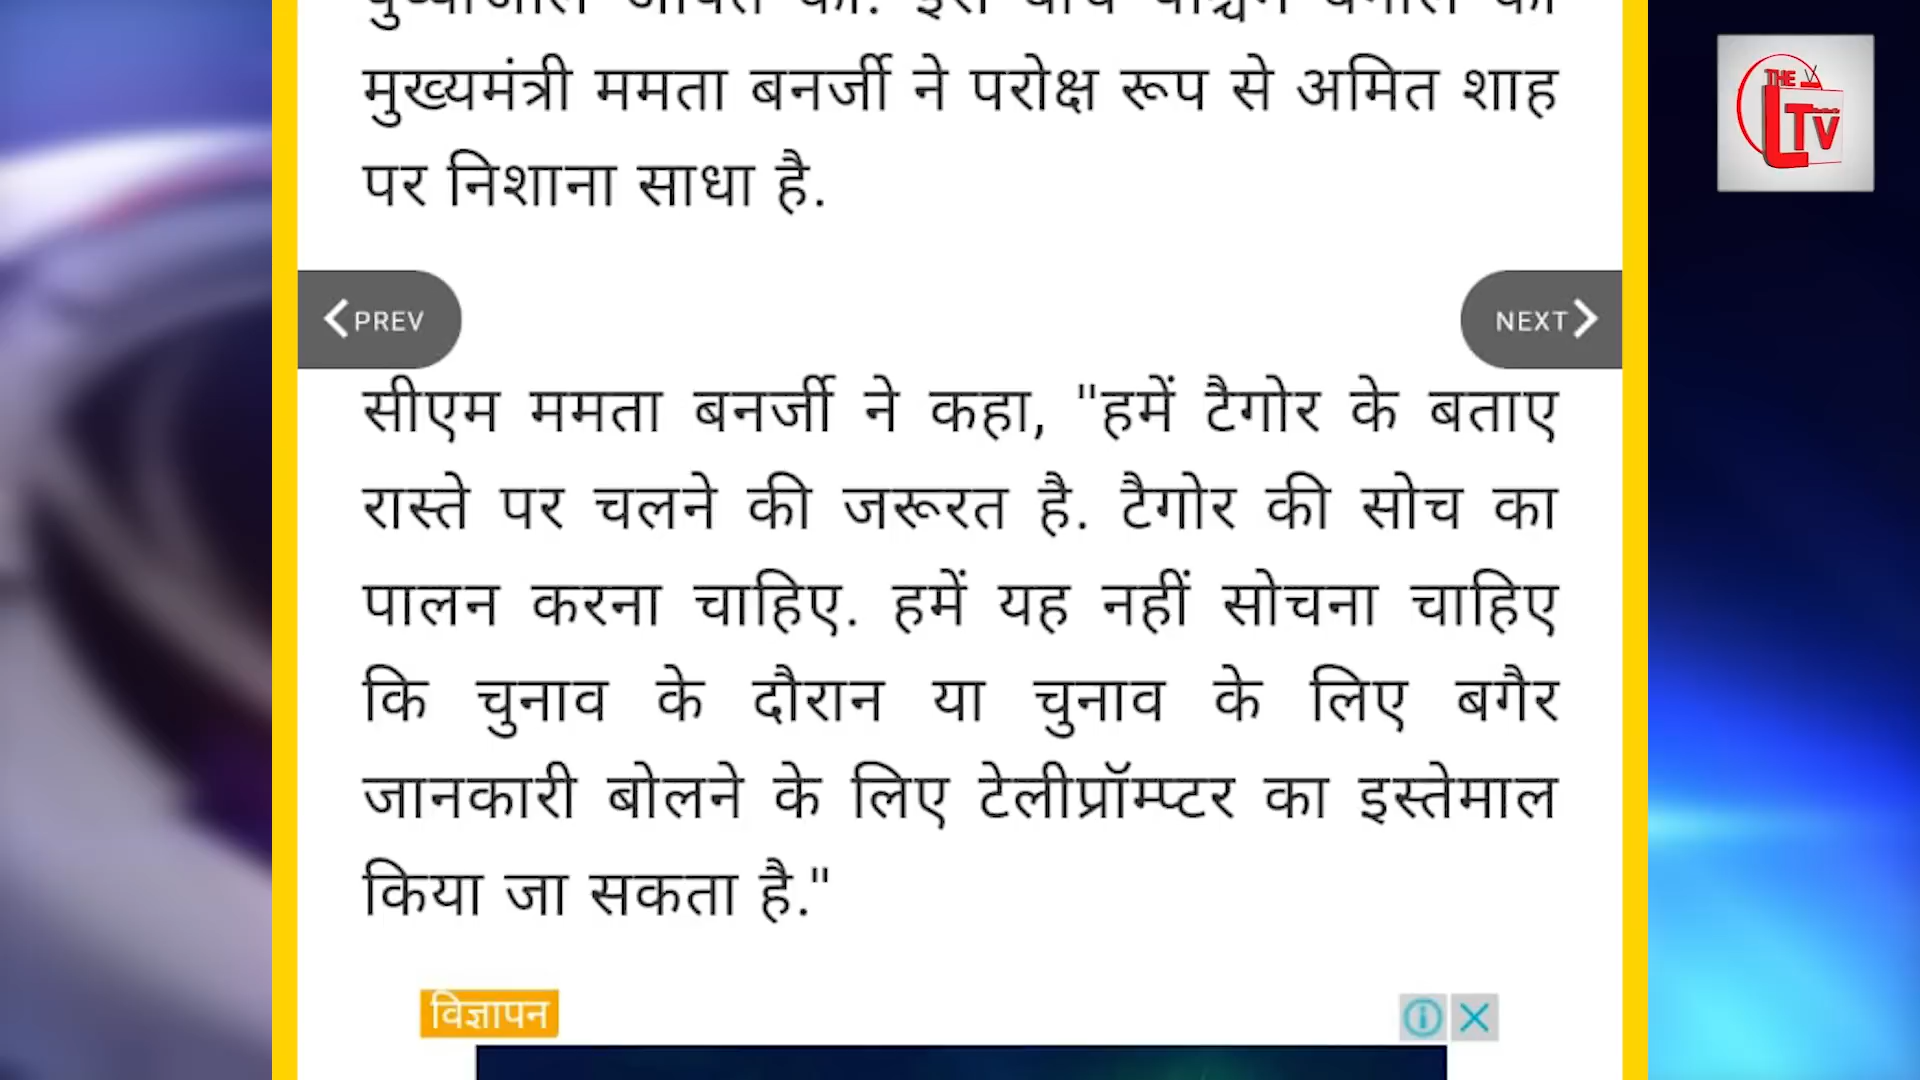 मुख्यमंत्री ममता बनर्जी ने परोक्ष रूप से अमित शाह
पर निशाना साधा है.
PREV
NEXT
सीएम ममता बनर्जी ने कहा, "हमें टैगोर के बताए
रास्ते पर चलने की जरूरत है. टैगोर की सोच का
पालन करना चाहिए. हमें यह नहीं सोचना चाहिए
कि चुनाव के दौरान या चुनाव के लिए बगैर
जानकारी बोलने के लिए टेलीप्रॉम्प्टर का इस्तेमाल
किया जा सकता है."
विज्ञापन
THE
LTV